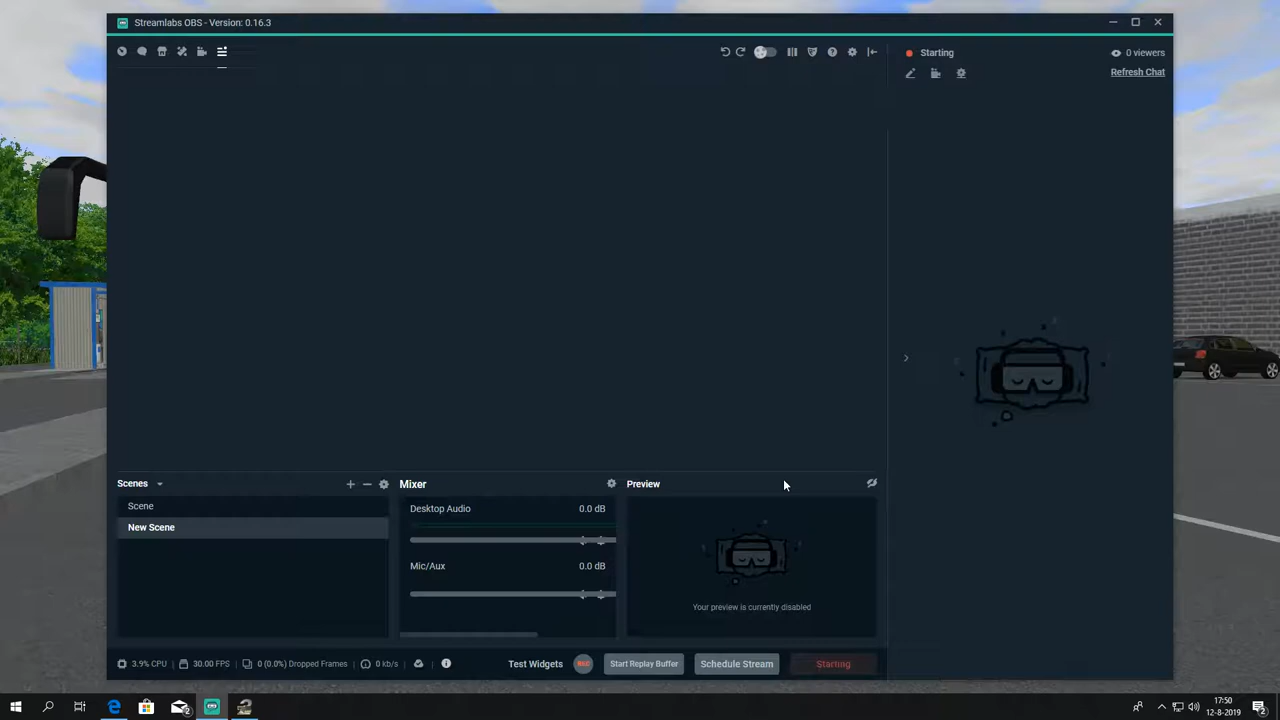 Streamlabs OBS - Version: 0.16.3
Starting
0 viewers
Refresh Chat
Scenes
Scene
New Scene
Mixer
Desktop Audio
0.0 dB
Mic/Aux
0.0 dB
Preview
Your preview is currently disabled
3.9% CPU
30.00 FPS
0 (0.0%) Dropped Frames
0 kb/s
Test Widgets
REC
Start Replay Buffer
Schedule Stream
Starting
17:50
12-8-2019